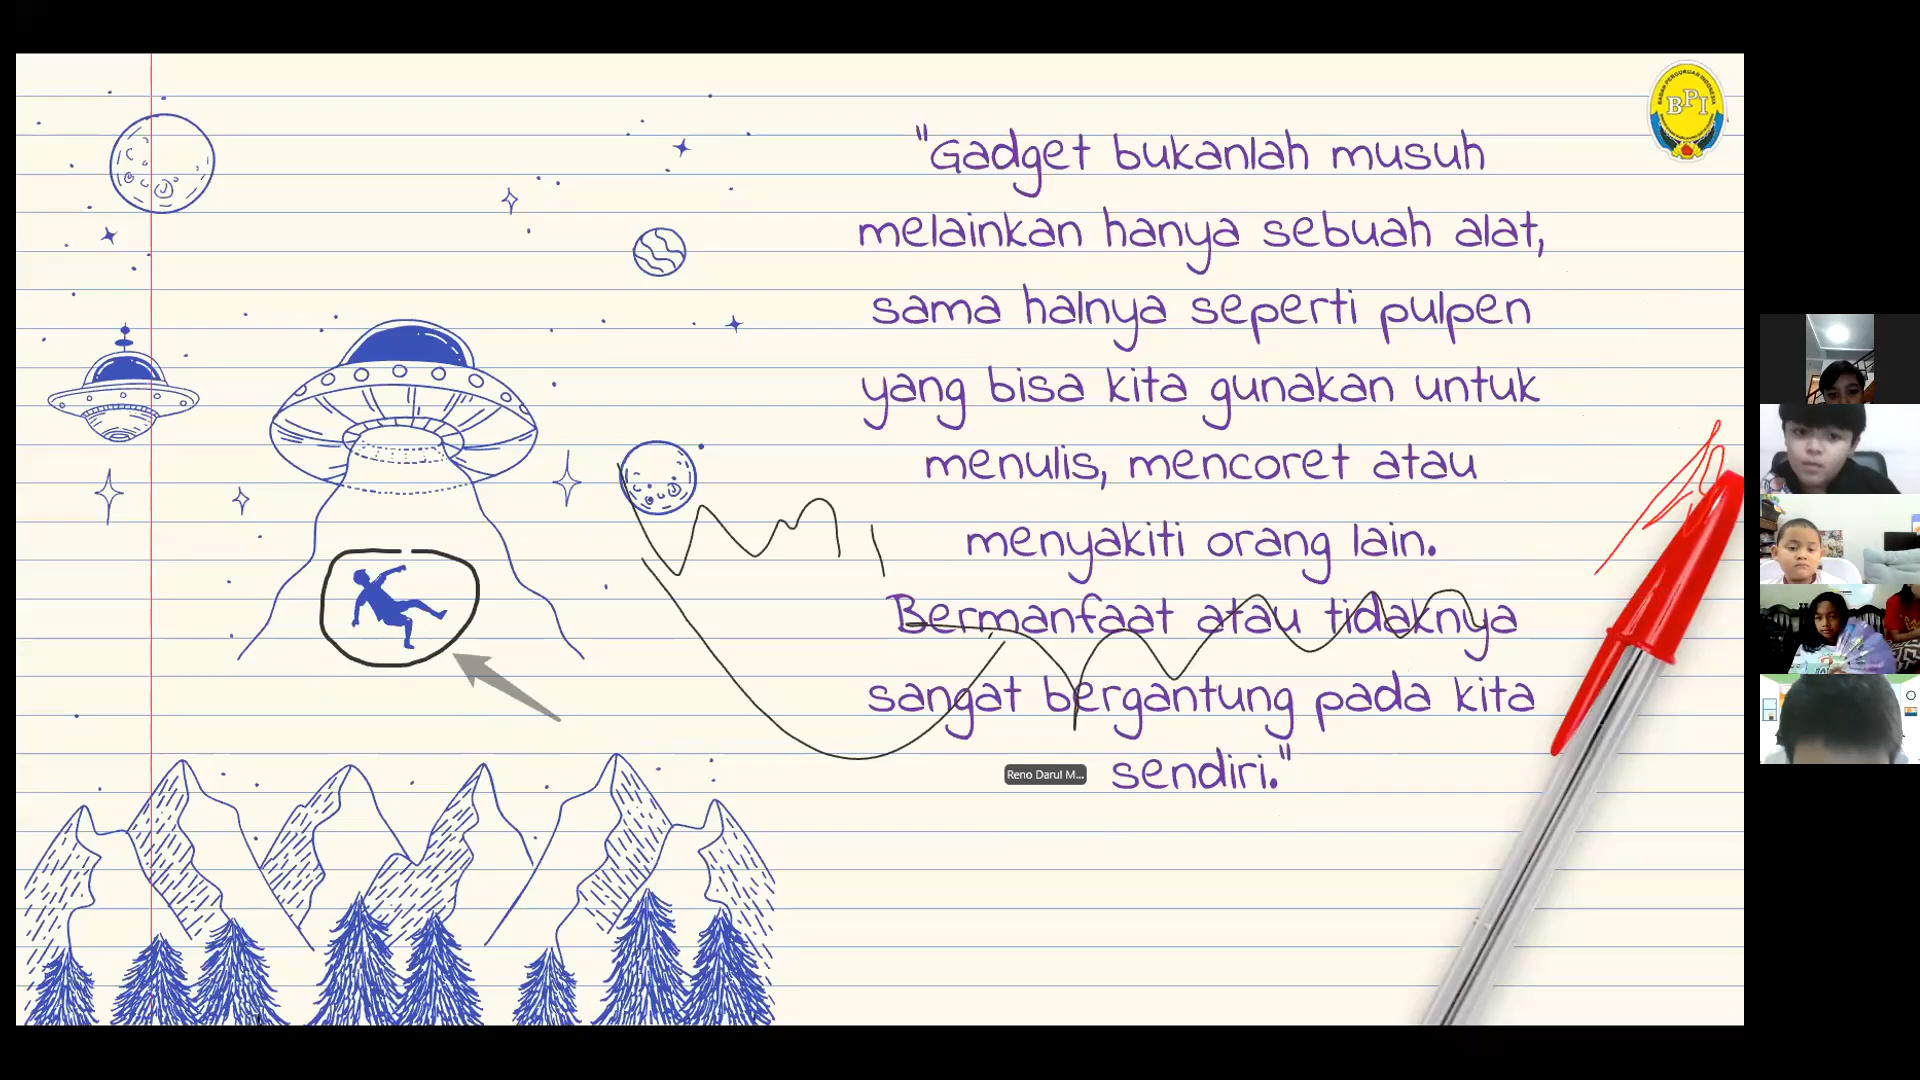 "Gadget bukanlah musuh
melainkan hanya sebuah alat,
sama halnya seperti pulpen
yang bisa kita gunakan untuk
menulis, mencoret atau
menyakiti orang lain.
Bermanfaat atau tidaknya
sangat bergantung pada kita
sendiri."
Reno Darul M...
BPI